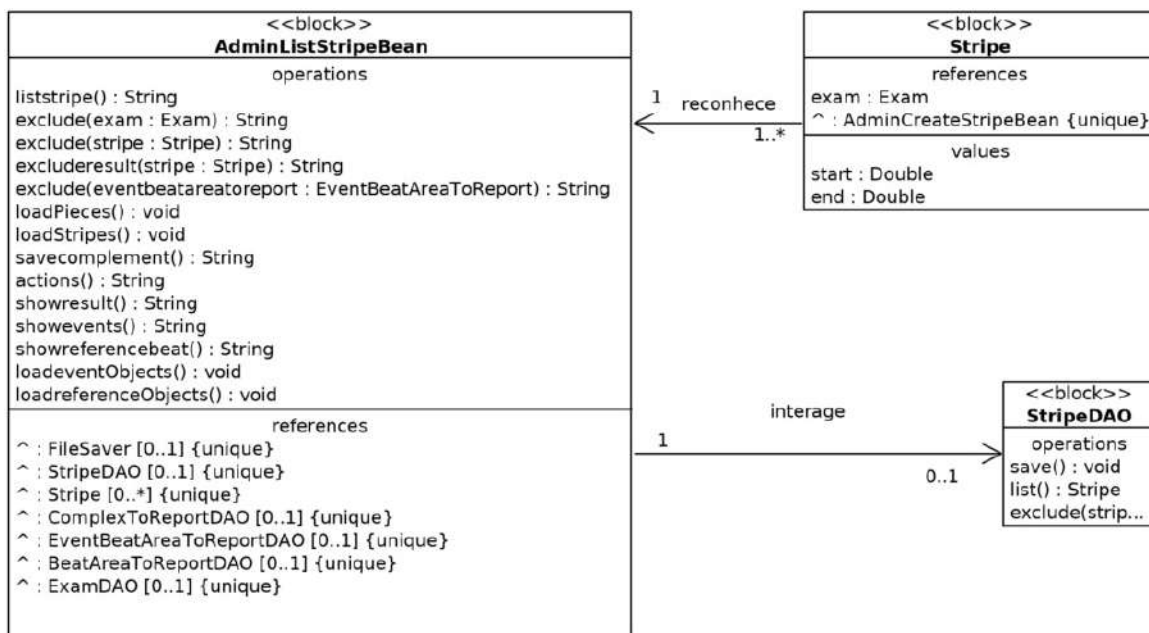 <<block>>
AdminListStripeBean
operations
liststripe() : String
exclude(exam : Exam) : String
exclude(stripe : Stripe) : String
excluderesult(stripe : Stripe) : String
exclude(eventbeatareatoreport : EventBeatAreaToReport) : String
loadPieces() : void
loadStripes() : void
savecomplement() : String
actions() : String
showresult() : String
showevents() : String
showreferencebeat() : String
loadeventObjects() : void
loadreferenceObjects() : void
references
^ : FileSaver [0..1] {unique}
^ : StripeDAO [0..1] {unique}
^ : Stripe [0..*] {unique}
^ : ComplexToReportDAO [0..1] {unique}
^ : EventBeatAreaToReportDAO [0..1] {unique}
^ : BeatAreaToReportDAO [0..1] {unique}
^ : ExamDAO [0..1] {unique}
1
reconhece
1..*
<<block>>
Stripe
references
exam : Exam
^ : AdminCreateStripeBean {unique}
values
start : Double
end : Double
interage
1
0..1
<<block>>
StripeDAO
operations
save() : void
list() : Stripe
exclude(strip...